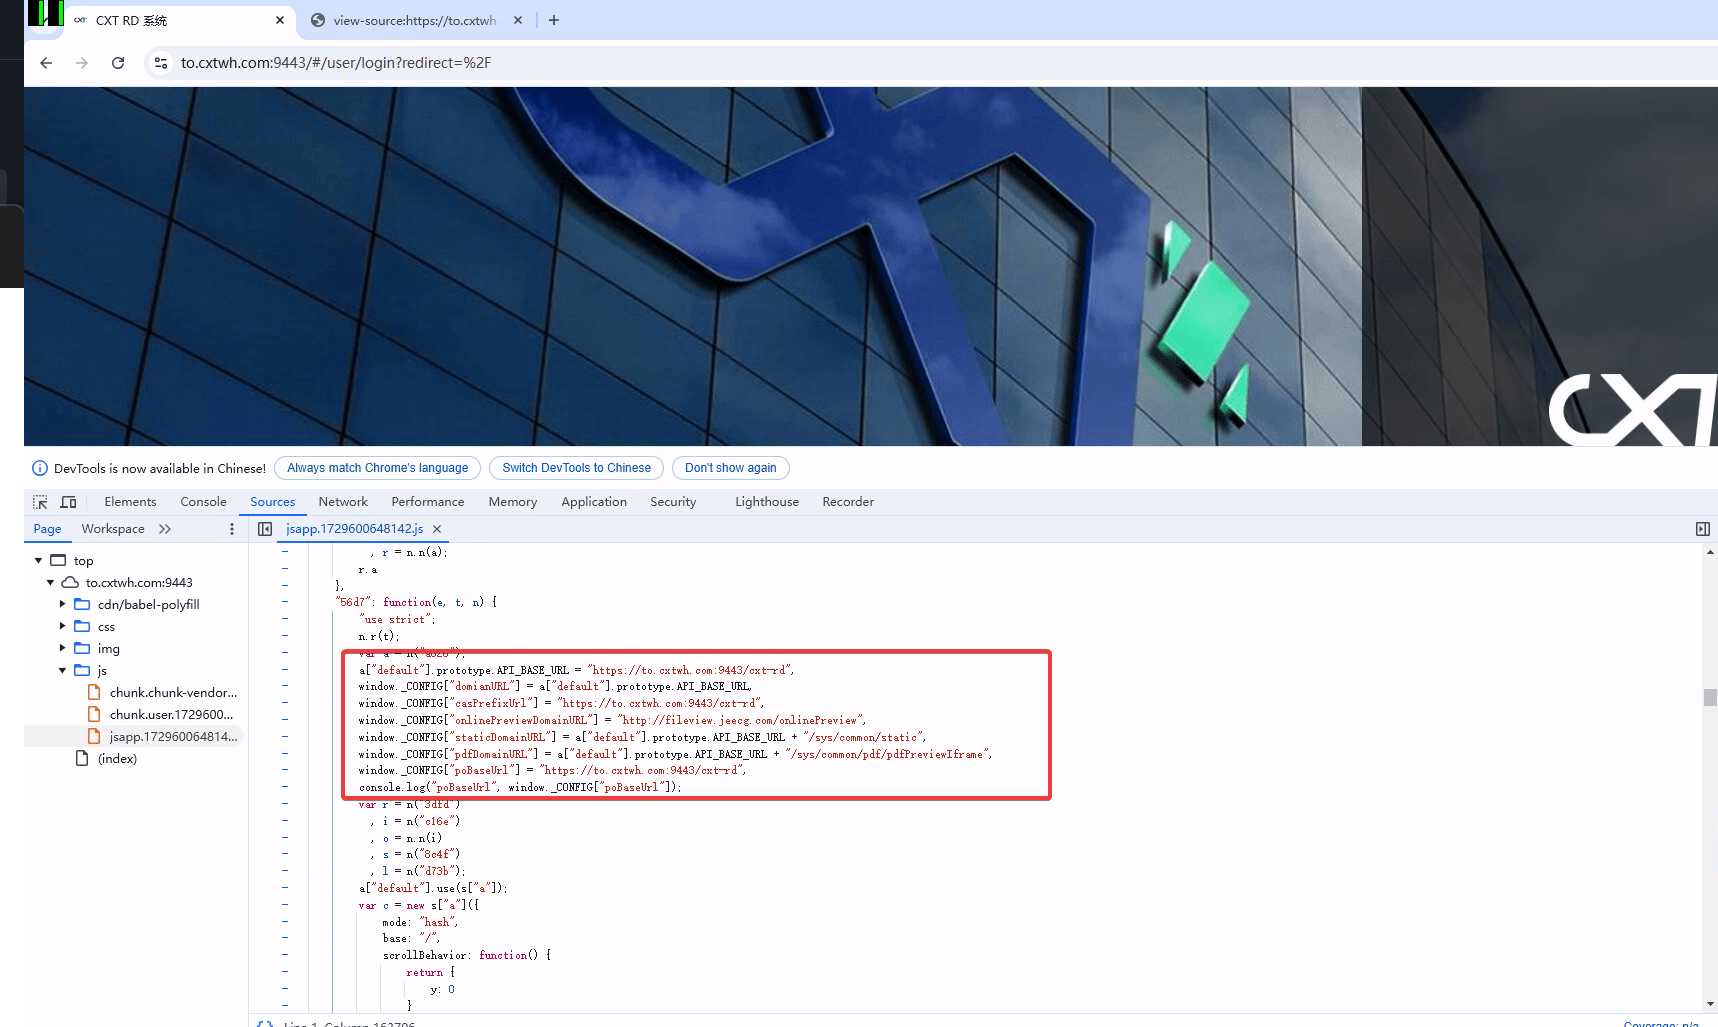 CXT RD 系统
view-source:https://to.cxtwh.
to.cxtwh.com:9443/#/user/login?redirect=%2F
CXT
DevTools is now available in Chinese!
Always match Chrome's language
Switch DevTools to Chinese
Don't show again
Elements
Console
Sources
Network
Performance
Memory
Application
Security
Lighthouse
Recorder
Page
Workspace
jsapp.1729600648142.js
top
to.cxtwh.com:9443
cdn/babel-polyfill
css
img
js
chunk.chunk-vendor...
chunk.user.1729600...
jsapp.172960064814...
(index)
, r = n.n(a);
r.a
},
"56d7": function(e, t, n) {
"use strict";
n.r(t);
a["default"].prototype.API_BASE_URL = "https://to.cxtwh.com:9443/cxt-rd",
window._CONFIG["domianURL"] = a["default"].prototype.API_BASE_URL,
window._CONFIG["casPrefixUrl"] = "https://to.cxtwh.com:9443/cxt-rd",
window._CONFIG["onlinePreviewDomainURL"] = "http://fileview.jeecg.com/onlinePreview",
window._CONFIG["staticDomainURL"] = a["default"].prototype.API_BASE_URL + "/sys/common/static",
window._CONFIG["pdfDomainURL"] = a["default"].prototype.API_BASE_URL + "/sys/common/pdf/pdfPreviewIframe",
window._CONFIG["poBaseUrl"] = "https://to.cxtwh.com:9443/cxt-rd",
console.log("poBaseUrl", window._CONFIG["poBaseUrl"]);
var r = n("3dfd")
, i = n("c16e")
, o = n.n(i)
, s = n("8c4f")
, l = n("d73b");
a["default"].use(s["a"]);
var c = new s["a"]({
mode: "hash",
base: "/",
scrollBehavior: function() {
return {
y: 0
}